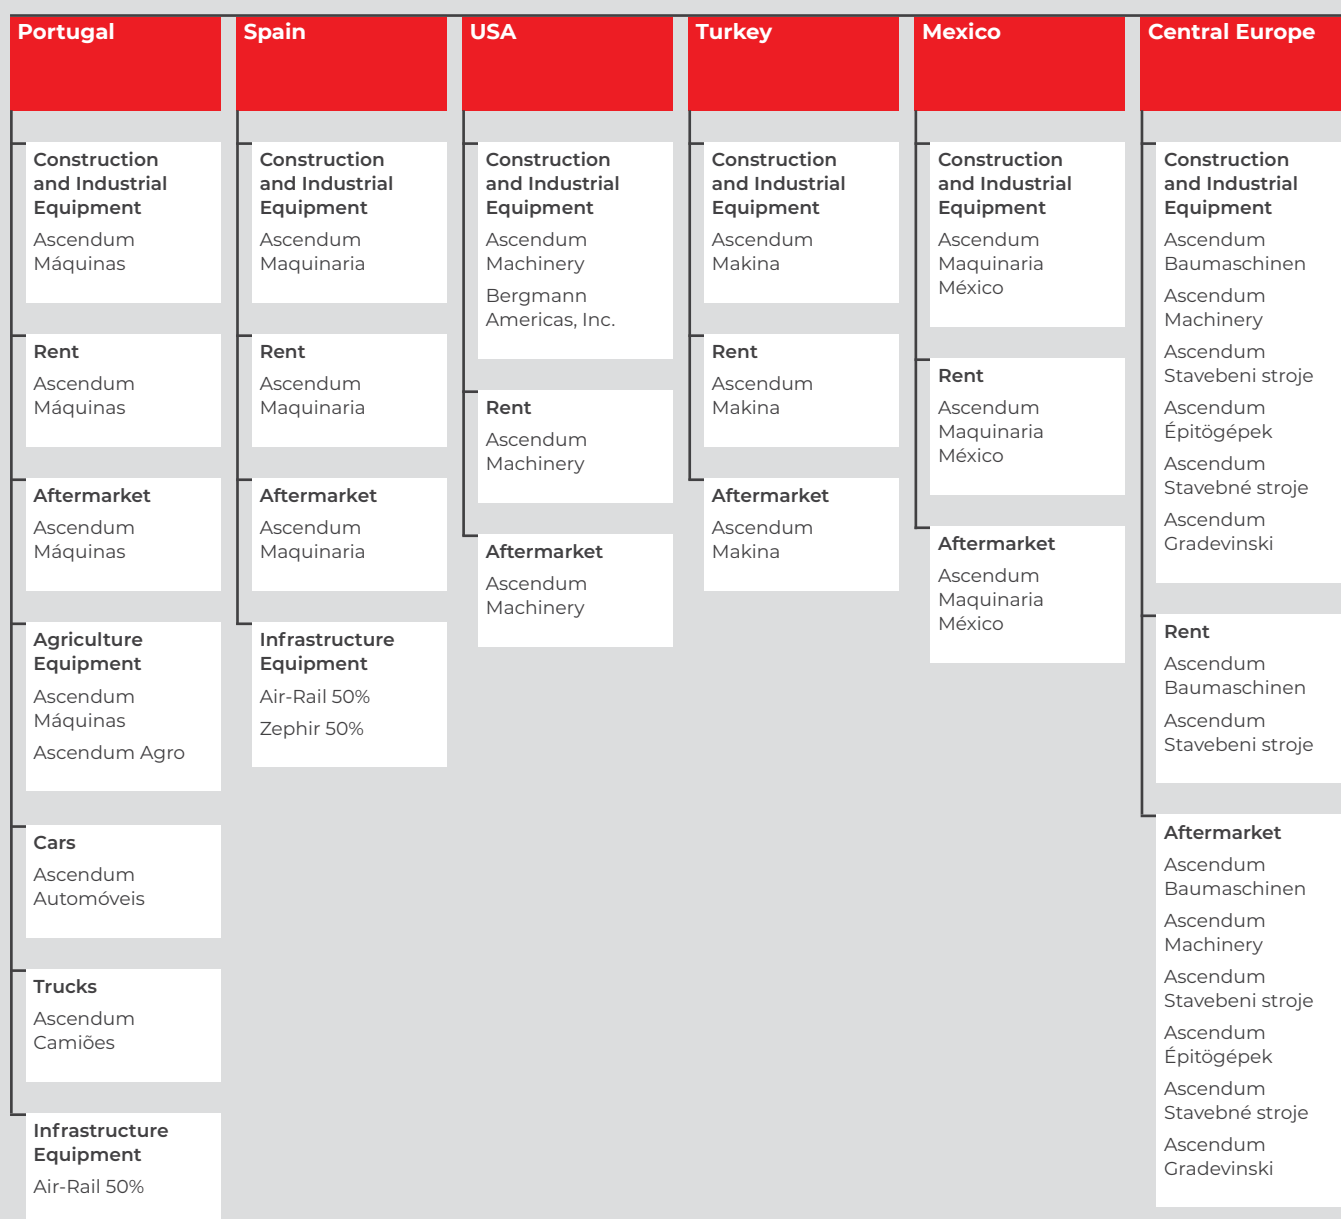 Portugal
Construction
and Industrial
Equipment
Ascendum
Máquinas
Rent
Ascendum
Máquinas
Aftermarket
Ascendum
Máquinas
Agriculture
Equipment
Ascendum
Máquinas
Ascendum Agro
Cars
Ascendum
Automóveis
Trucks
Ascendum
Camiões
Infrastructure
Equipment
Air-Rail 50%
Spain
Construction
and Industrial
Equipment
Ascendum
Maquinaria
Rent
Ascendum
Maquinaria
Aftermarket
Ascendum
Maquinaria
Infrastructure
Equipment
Air-Rail 50%
Zephir 50%
USA
Construction
and Industrial
Equipment
Ascendum
Machinery
Bergmann
Americas, Inc.
Rent
Ascendum
Machinery
Aftermarket
Ascendum
Machinery
Turkey
Construction
and Industrial
Equipment
Ascendum
Makina
Rent
Ascendum
Makina
Aftermarket
Ascendum
Makina
Mexico
Construction
and Industrial
Equipment
Ascendum
Maquinaria
México
Rent
Ascendum
Maquinaria
México
Aftermarket
Ascendum
Maquinaria
México
Central Europe
Construction
and Industrial
Equipment
Ascendum
Baumaschinen
Ascendum
Machinery
Ascendum
Stavebeni stroje
Ascendum
Épitögépek
Ascendum
Stavebné stroje
Ascendum
Gradevinski
Rent
Ascendum
Baumaschinen
Ascendum
Stavebeni stroje
Aftermarket
Ascendum
Baumaschinen
Ascendum
Machinery
Ascendum
Stavebeni stroje
Ascendum
Épitögépek
Ascendum
Stavebné stroje
Ascendum
Gradevinski